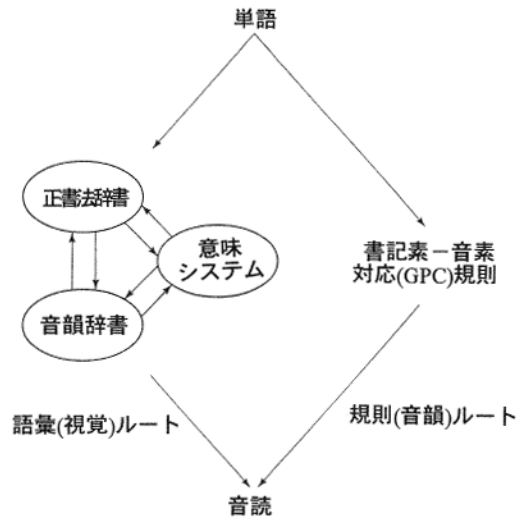 単語
正書法辞書
意味
システム
音韻辞書
書記素－音素
対応(GPC)規則
語彙(視覚)ルート
規則(音韻)ルート
音読